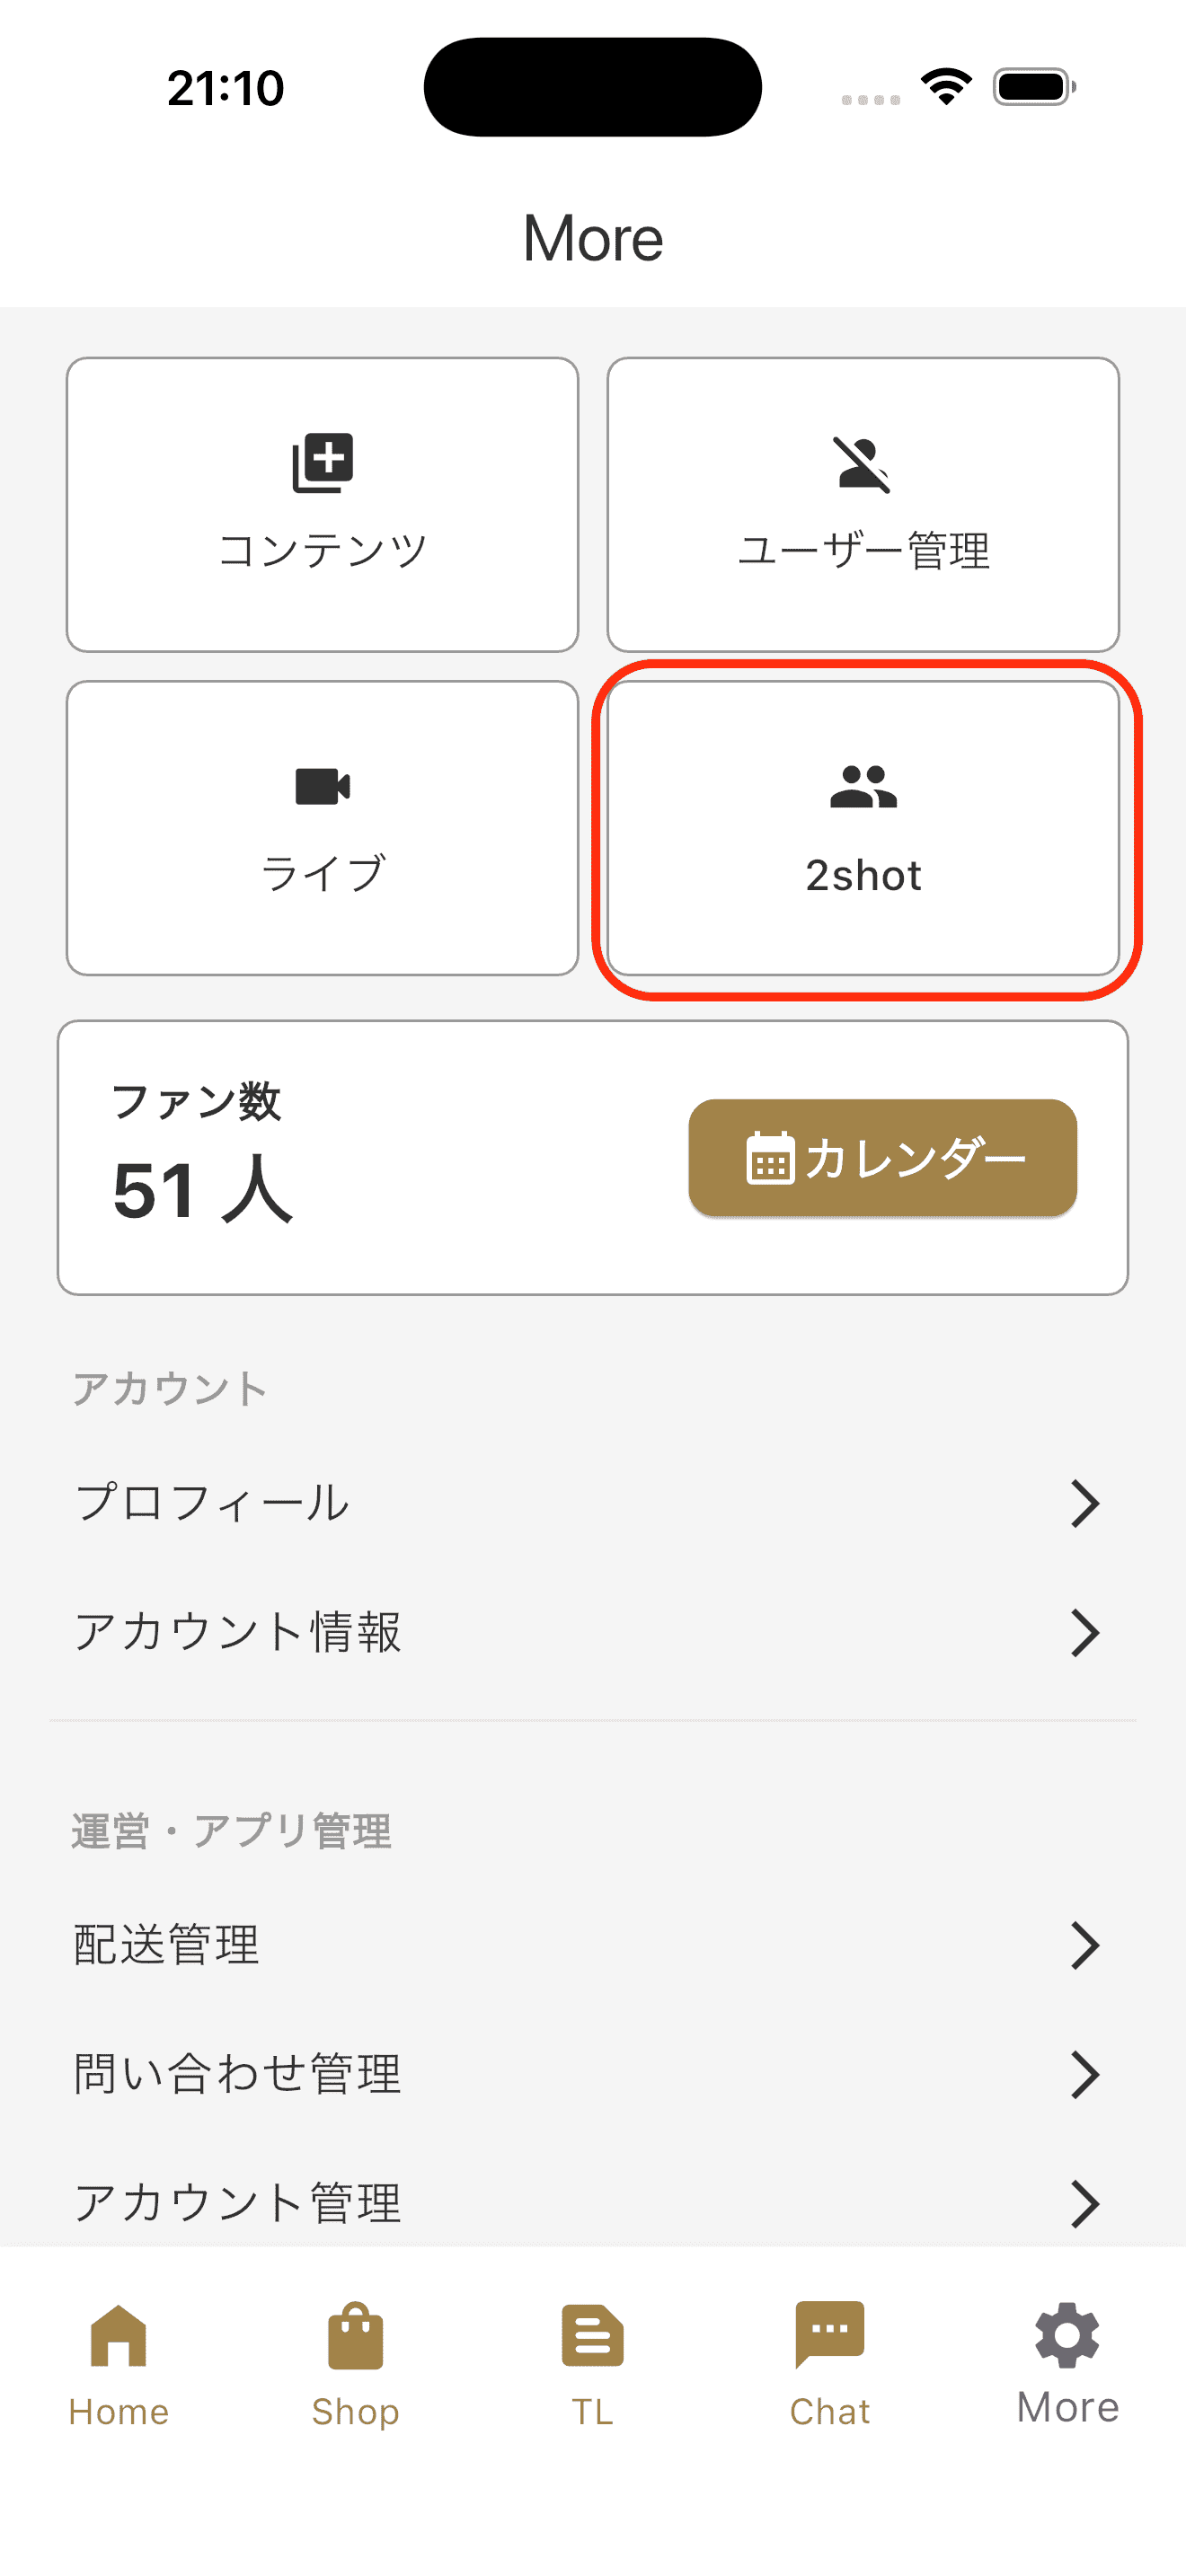 21:10
More
コンテンツ
ユーザー管理
ライブ
2shot
ファン数
51 人
カレンダー
アカウント
プロフィール
アカウント情報
運営・アプリ管理
配送管理
問い合わせ管理
アカウント管理
Home
Shop
TL
Chat
More